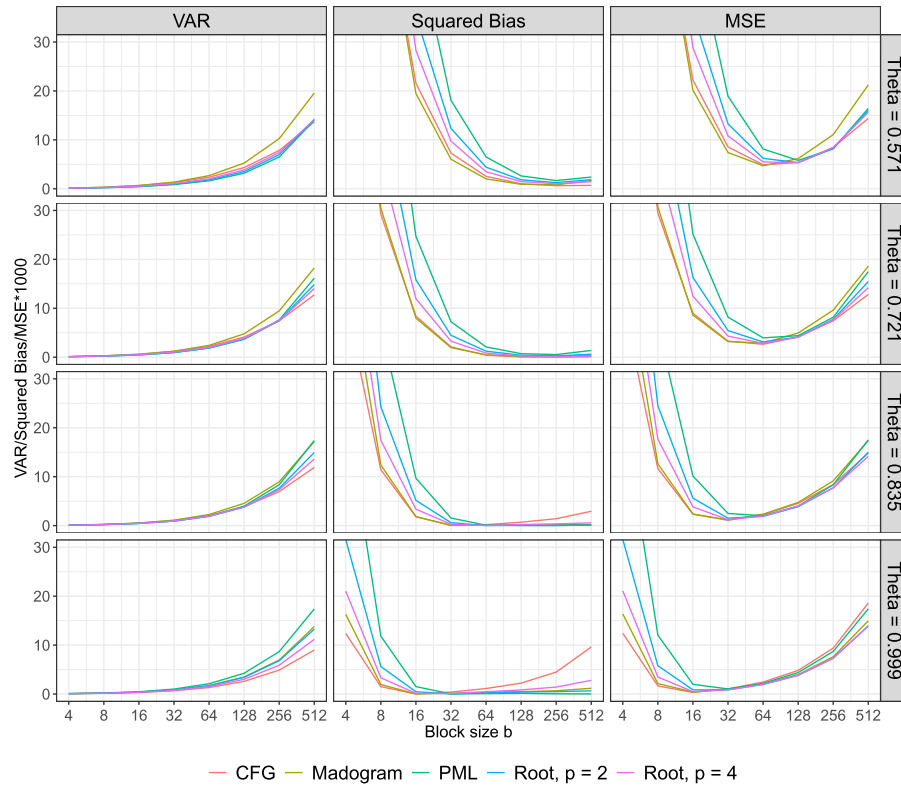 VAR
Squared Bias
MSE
30
20
10
0
Theta = 0.571
30
20
10
0
Theta = 0.721
30
20
10
0
Theta = 0.835
30
20
10
0
Theta = 0.999
VAR/Squared Bias/MSE*1000
4 8 16 32 64 128 256 512
4 8 16 32 64 128 256 512
4 8 16 32 64 128 256 512
Block size b
CFG Madogram PML Root, p = 2 Root, p = 4